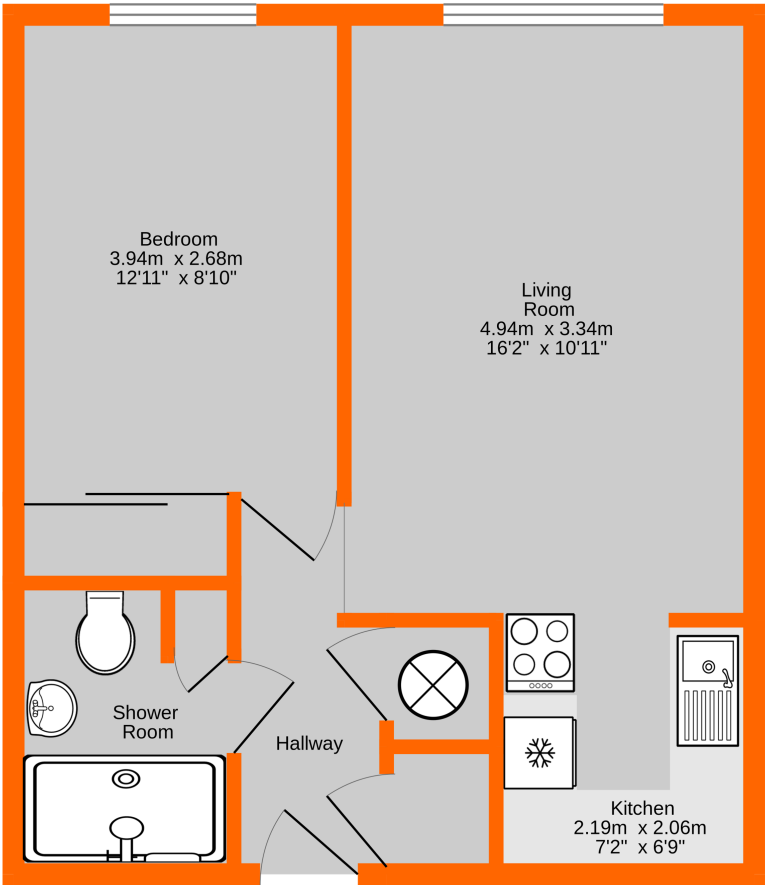 Bedroom
3.94m x 2.68m
12'11" x 8'10"
Living
Room
4.94m x 3.34m
16'2" x 10'11"
Shower
Room
Hallway
Kitchen
2.19m x 2.06m
7'2" x 6'9"